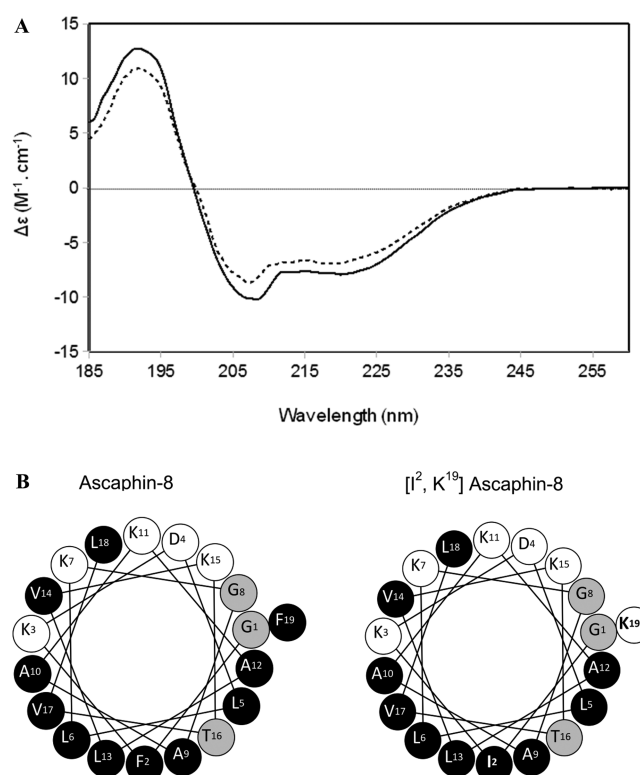 A
15
10
5
0
-5
-10
-15
Δε (M⁻¹ . cm⁻¹)
185 195 205 215 225 235 245 255
Wavelength (nm)
B Ascaphin-8 [I², K¹⁹] Ascaphin-8
L18 K11 D4 K15 G8 G1 F19 A12 L5 T16 A9 F2 L13 L6 V17 A10 K3 V14 K7
L18 K11 D4 K15 G8 G1 K19 A12 L5 T16 A9 I2 L13 L6 V17 A10 K3 V14 K7